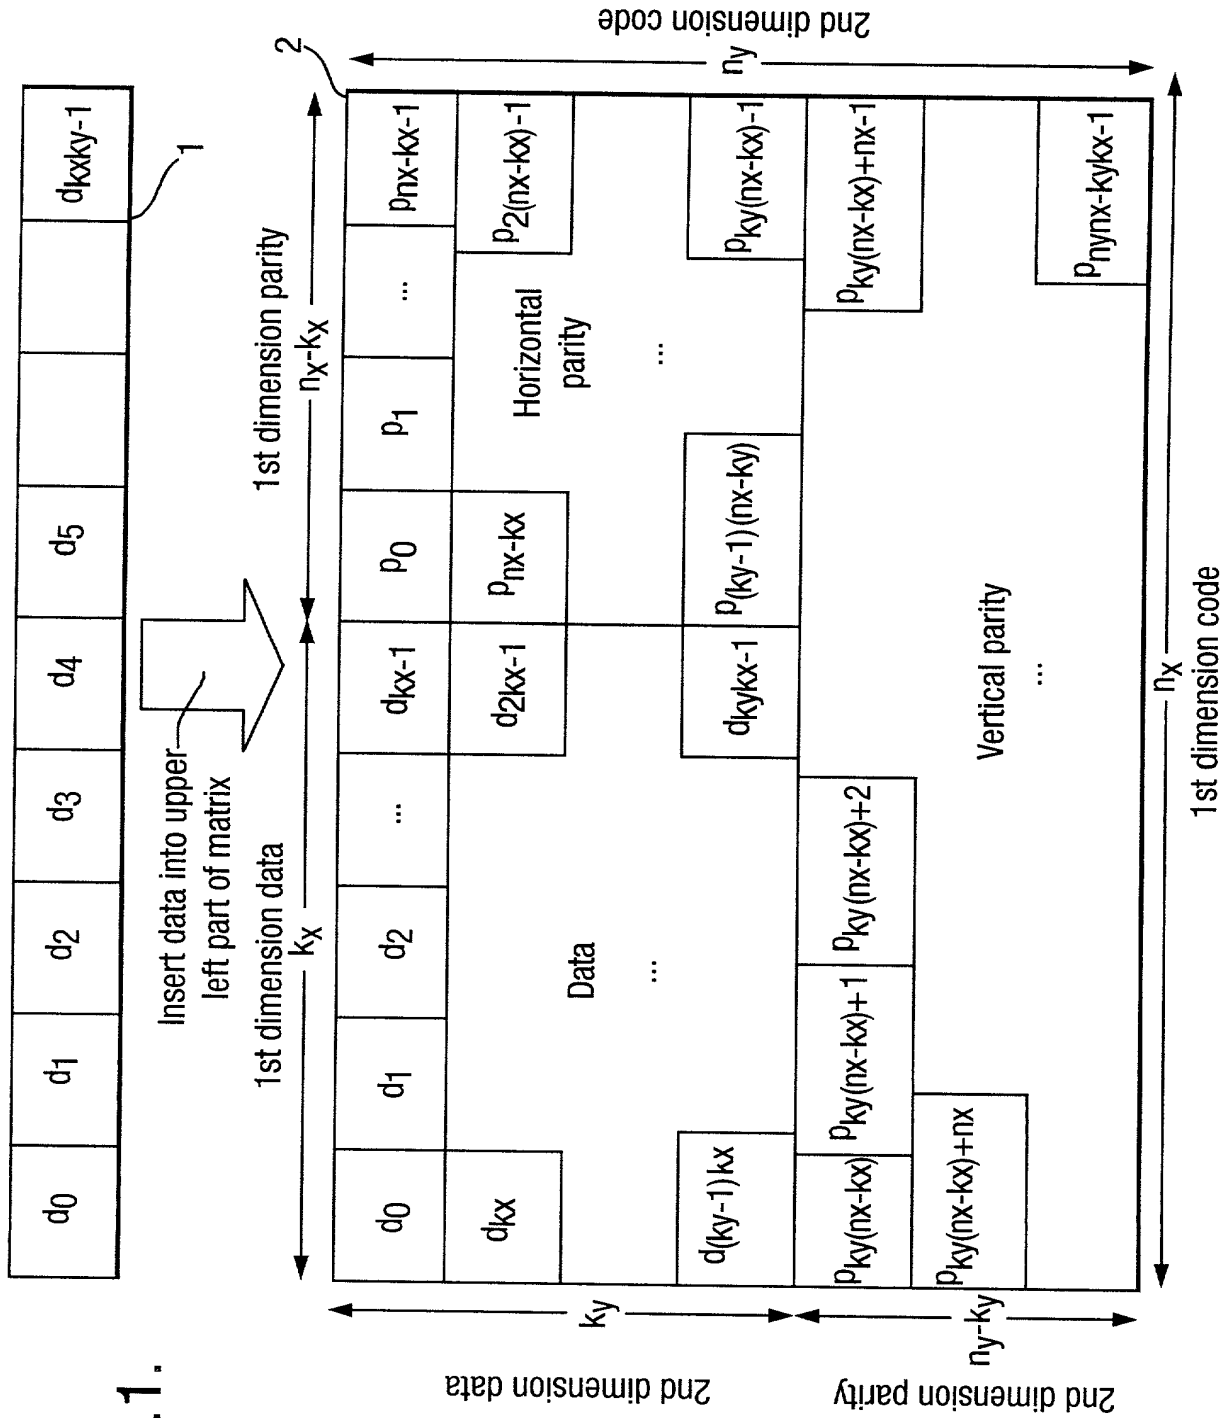 .1.
d0 d1 d2 d3 d4 d5 dkxky-1
1
Insert data into upper
left part of matrix
1st dimension data
kx
1st dimension parity
nx-kx
2
d0 d1 d2 ... dkx-1 p0 p1 ... pnx-kx-1
dkx d2kx-1 pnx-kx p2(nx-kx)-1
Data
...
Horizontal
parity
...
d(ky-1)kx dkykx-1 p(ky-1)(nx-ky) pky(nx-kx)-1
pky(nx-kx) pky(nx-kx)+1 pky(nx-kx)+2 pky(nx-kx)+nx-1
pky(nx-kx)+nx
Vertical parity
...
pnynx-kykx-1
ky
2nd dimension data
ny-ky
2nd dimension parity
ny
2nd dimension code
nx
1st dimension code